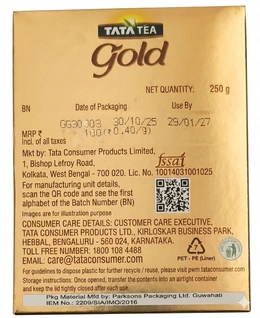 TATA TEA
Gold
NET QUANTITY: 250 g
BN Date of Packaging Use By
GG30003 30/10/25 29/01/27
MRP ₹ 100(₹0.40/g)
Incl. of all taxes
Mkt by: Tata Consumer Products Limited,
1, Bishop Lefroy Road,
Kolkata, West Bengal - 700 020. Lic. No. 10014031001025
fssai
For manufacturing unit details,
scan the QR code and see the first
alphabet of the Batch Number (BN)
Images are for illustration purpose
CONSUMER CARE DETAILS: CUSTOMER CARE EXECUTIVE,
TATA CONSUMER PRODUCTS LTD., KIRLOSKAR BUSINESS PARK,
HEBBAL, BENGALURU - 560 024, KARNATAKA.
TOLL FREE NUMBER: 1800 108 4488
EMAIL: care@tataconsumer.com
PET - PE (Liner)
For guidelines to dispose plastic for further recycle / reuse, please visit www.tataconsumer.com
Storage instructions: Once opened, transfer the contents into an airtight container
and keep the lid tightly closed after each use.
Pkg Material Mfd by: Parksons Packaging Ltd. Guwahati
IEM No.: 2209/SIA/IMO/2016